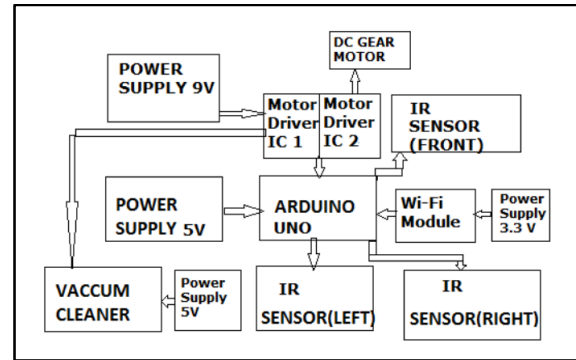 DC GEAR
MOTOR
POWER
SUPPLY 9V
Motor
Driver
IC 1
Motor
Driver
IC 2
IR
SENSOR
(FRONT)
POWER
SUPPLY 5V
ARDUINO
UNO
Wi-Fi
Module
Power
Supply
3.3 V
VACCUM
CLEANER
Power
Supply
5V
IR
SENSOR(LEFT)
IR
SENSOR(RIGHT)